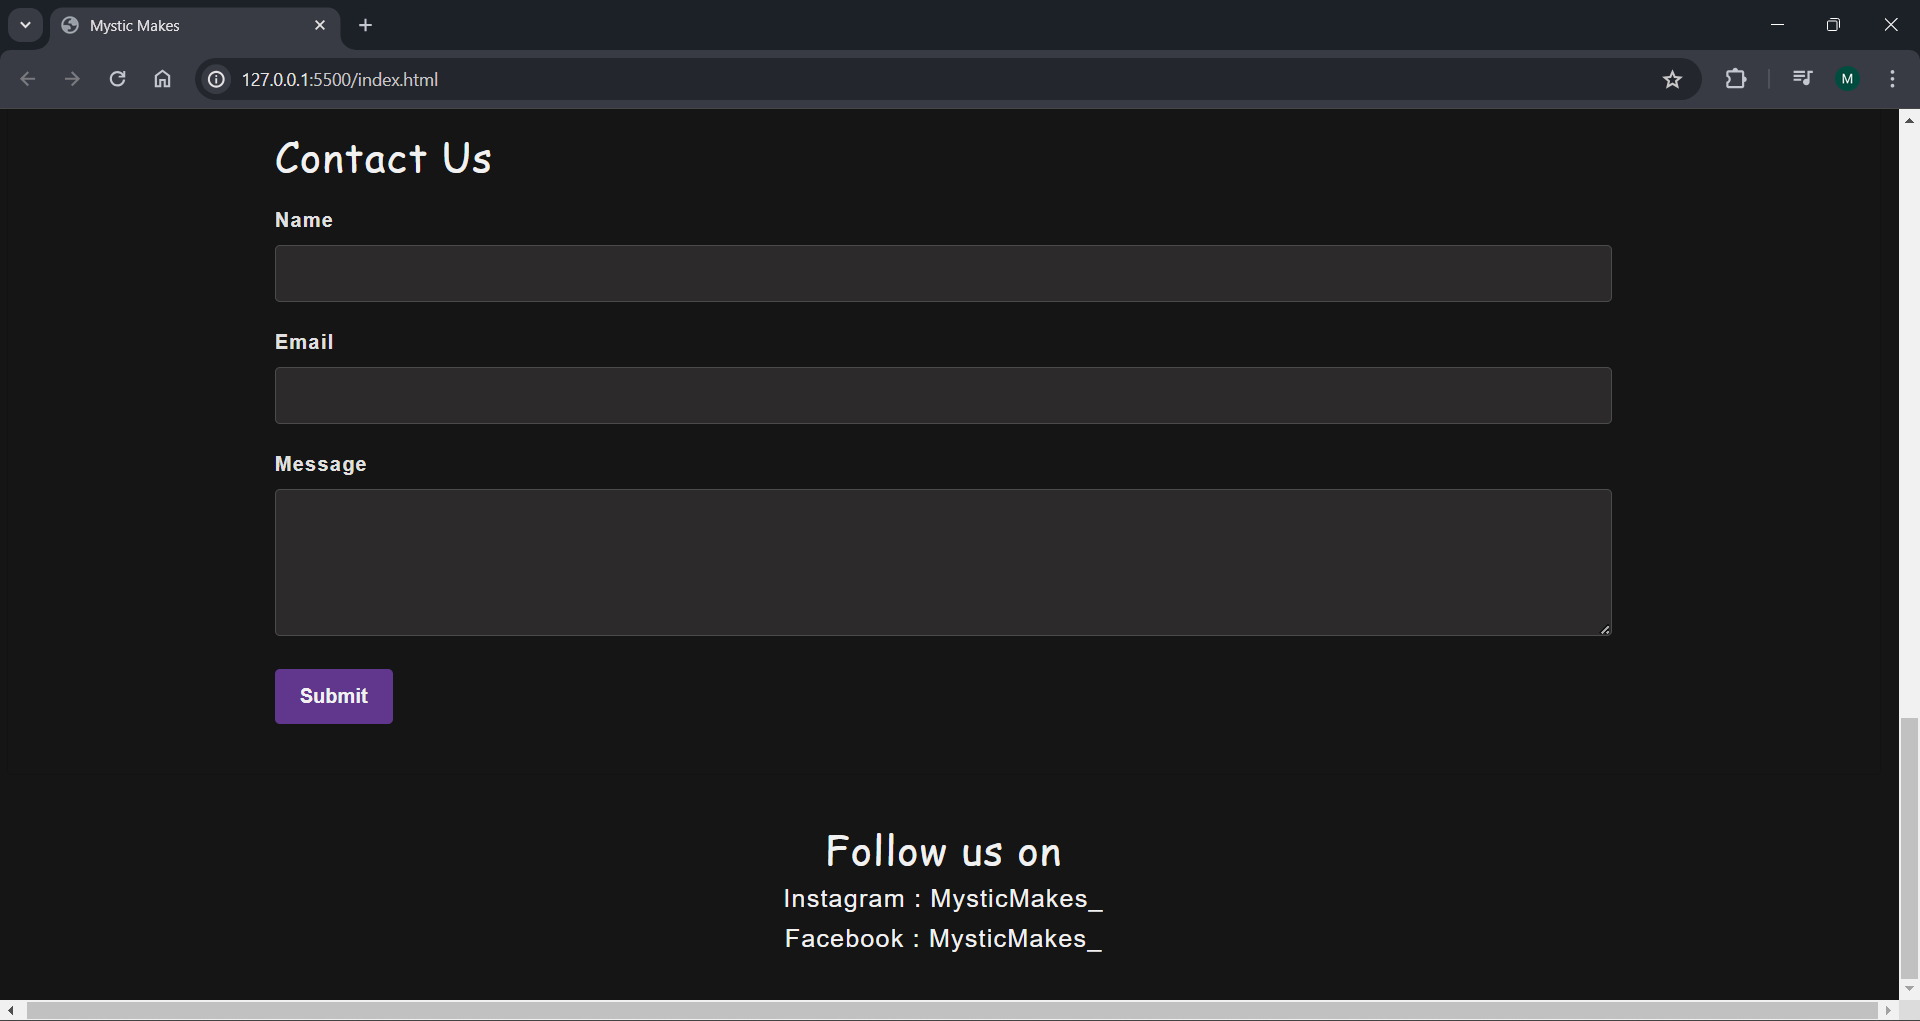 Mystic Makes
127.0.0.1:5500/index.html
M
Contact Us
Name
Email
Message
Submit
Follow us on
Instagram : MysticMakes_
Facebook : MysticMakes_